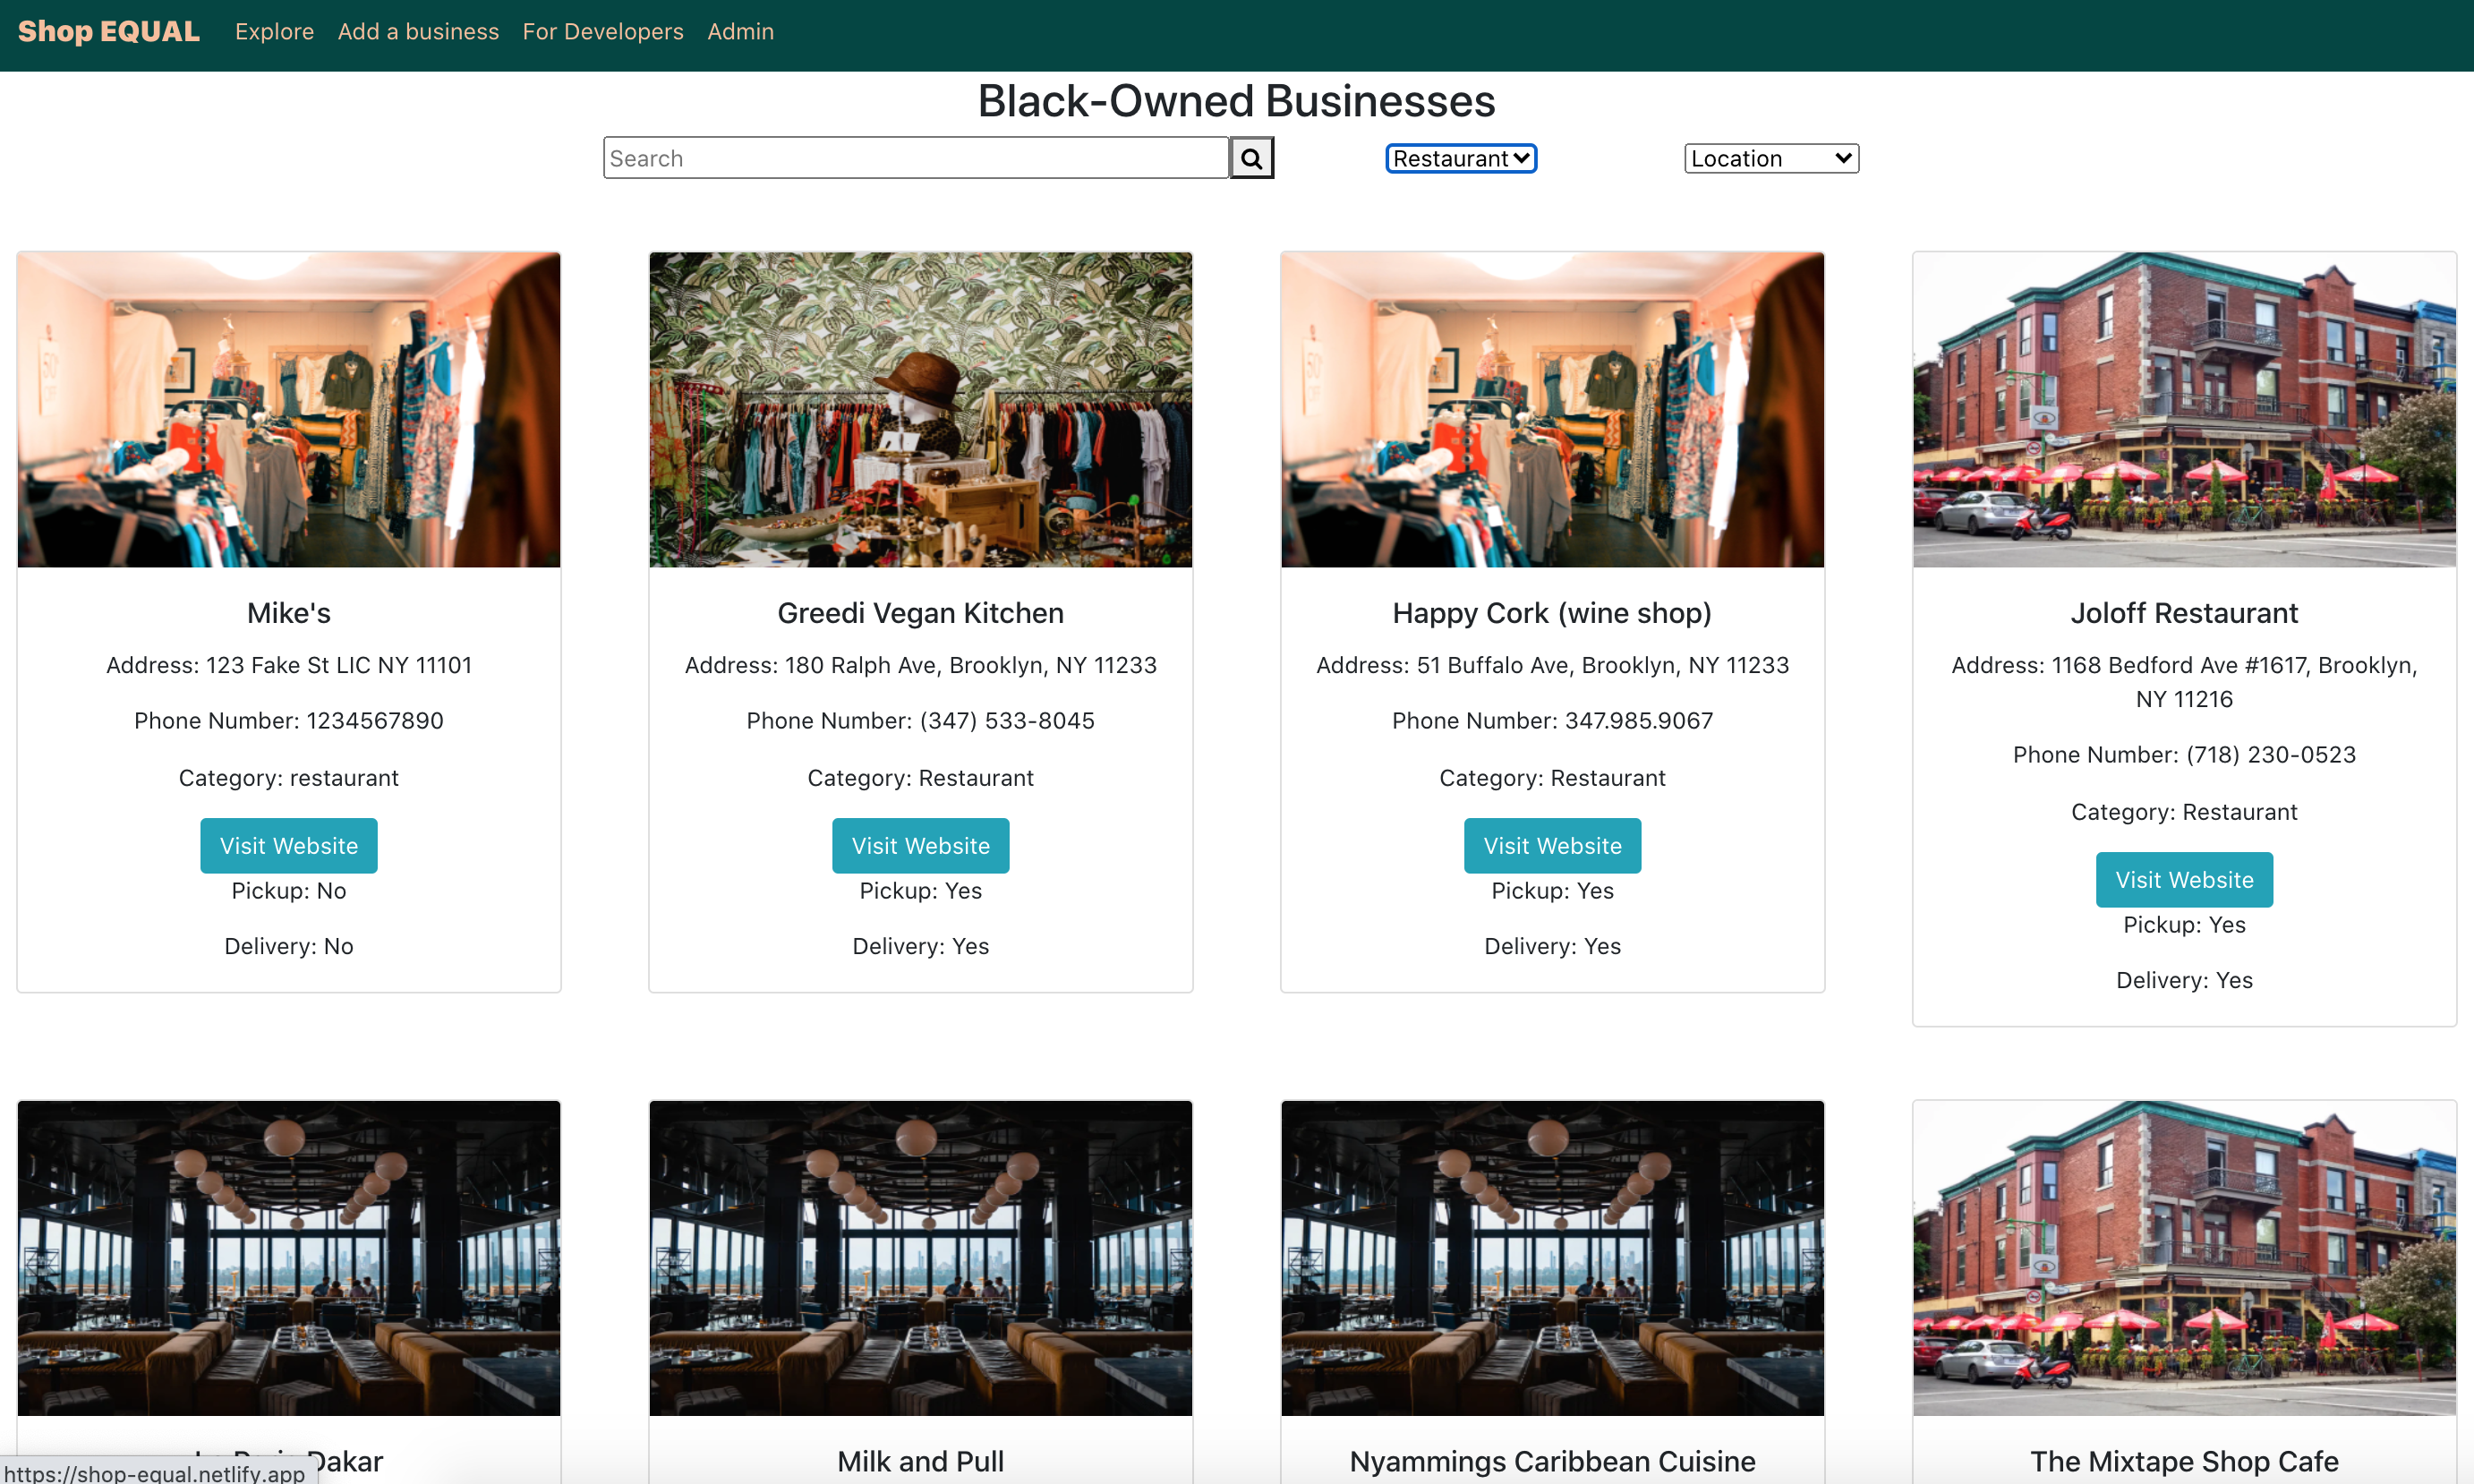 Shop EQUAL Explore Add a business For Developers Admin
Black-Owned Businesses
Search Restaurant Location
Mike's
Address: 123 Fake St LIC NY 11101
Phone Number: 1234567890
Category: restaurant
Visit Website
Pickup: No
Delivery: No
Greedi Vegan Kitchen
Address: 180 Ralph Ave, Brooklyn, NY 11233
Phone Number: (347) 533-8045
Category: Restaurant
Visit Website
Pickup: Yes
Delivery: Yes
Happy Cork (wine shop)
Address: 51 Buffalo Ave, Brooklyn, NY 11233
Phone Number: 347.985.9067
Category: Restaurant
Visit Website
Pickup: Yes
Delivery: Yes
Joloff Restaurant
Address: 1168 Bedford Ave #1617, Brooklyn,
NY 11216
Phone Number: (718) 230-0523
Category: Restaurant
Visit Website
Pickup: Yes
Delivery: Yes
Dakar
Milk and Pull
Nyammings Caribbean Cuisine
The Mixtape Shop Cafe
https://shop-equal.netlify.app